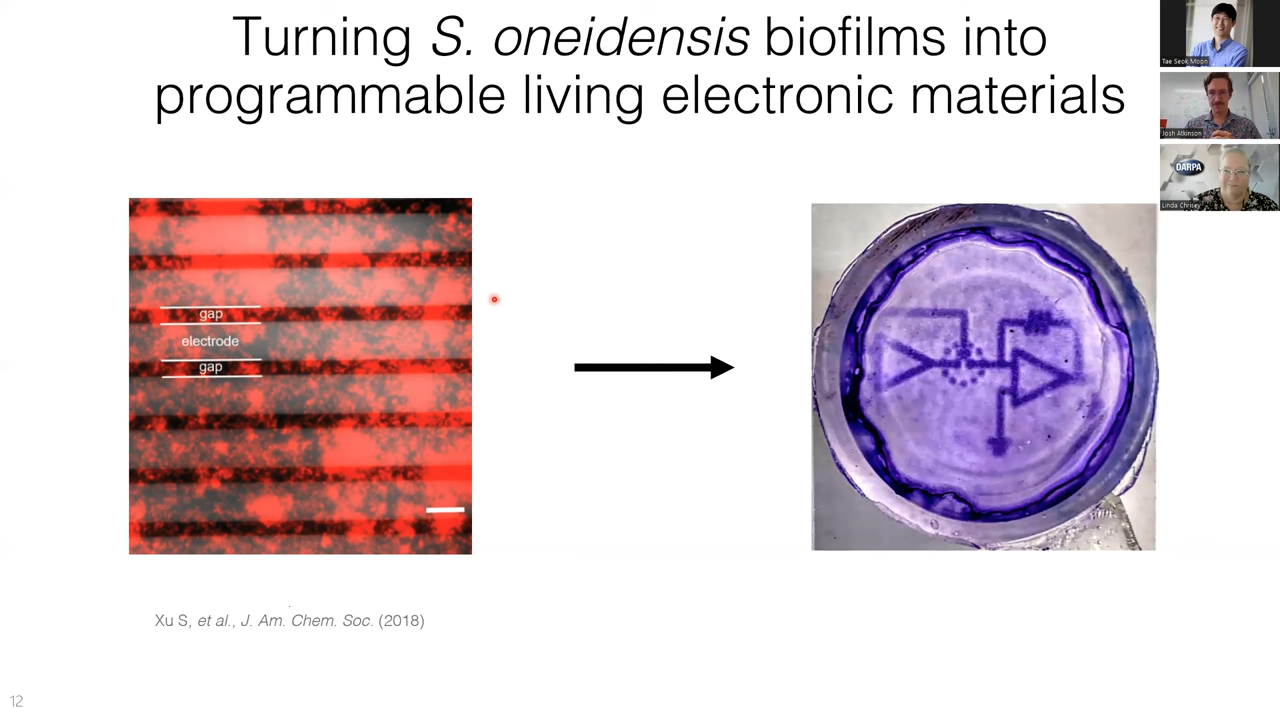 Turning S. oneidensis biofilms into
programmable living electronic materials
Tae Seok Moon
Josh Atkinson
DARPA
Linda Chrisey
gap
electrode
gap
Xu S, et al., J. Am. Chem. Soc. (2018)
12